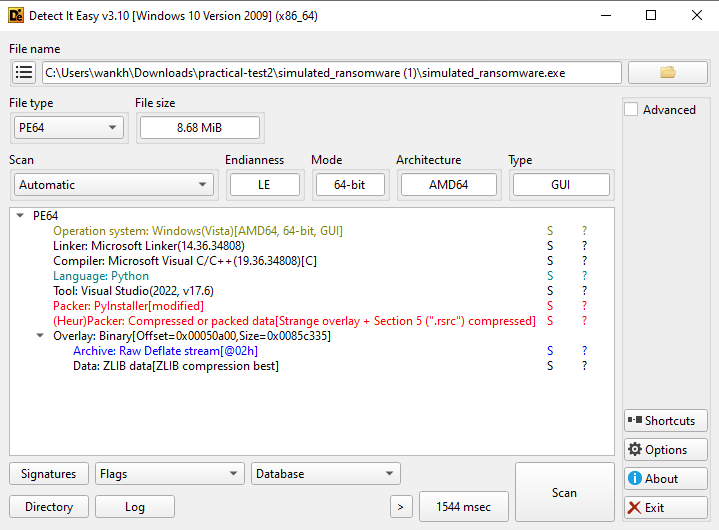 Detect It Easy v3.10 [Windows 10 Version 2009] (x86_64)
File name
C:\Users\wankh\Downloads\practical-test2\simulated_ransomware (1)\simulated_ransomware.exe
File type File size
PE64 8.68 MiB Advanced
Scan Endianness Mode Architecture Type
Automatic LE 64-bit AMD64 GUI
PE64
Operation system: Windows(Vista)[AMD64, 64-bit, GUI] S ?
Linker: Microsoft Linker(14.36.34808) S ?
Compiler: Microsoft Visual C/C++(19.36.34808)[C] S ?
Language: Python S ?
Tool: Visual Studio(2022, v17.6) S ?
Packer: PyInstaller[modified] S ?
(Heur)Packer: Compressed or packed data[Strange overlay + Section 5 (".rsrc") compressed] S ?
Overlay: Binary[Offset=0x00050a00,Size=0x0085c335]
Archive: Raw Deflate stream[@02h] S ?
Data: ZLIB data[ZLIB compression best] S ?
Shortcuts
Options
Signatures Flags Database Scan About
Directory Log > 1544 msec Exit